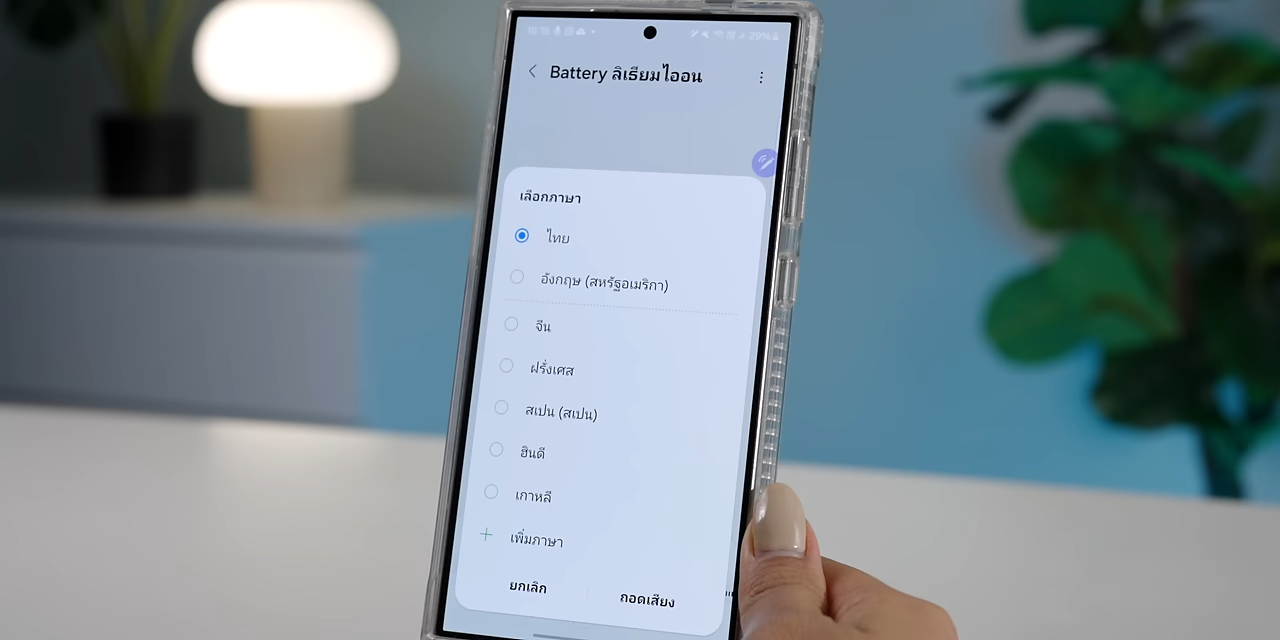 16:15
29%
Battery ลิเธียมไอออน
เลือกภาษา
ไทย
อังกฤษ (สหรัฐอเมริกา)
จีน
ฝรั่งเศส
สเปน (สเปน)
ฮินดี
เกาหลี
เพิ่มภาษา
ยกเลิก
ถอดเสียง